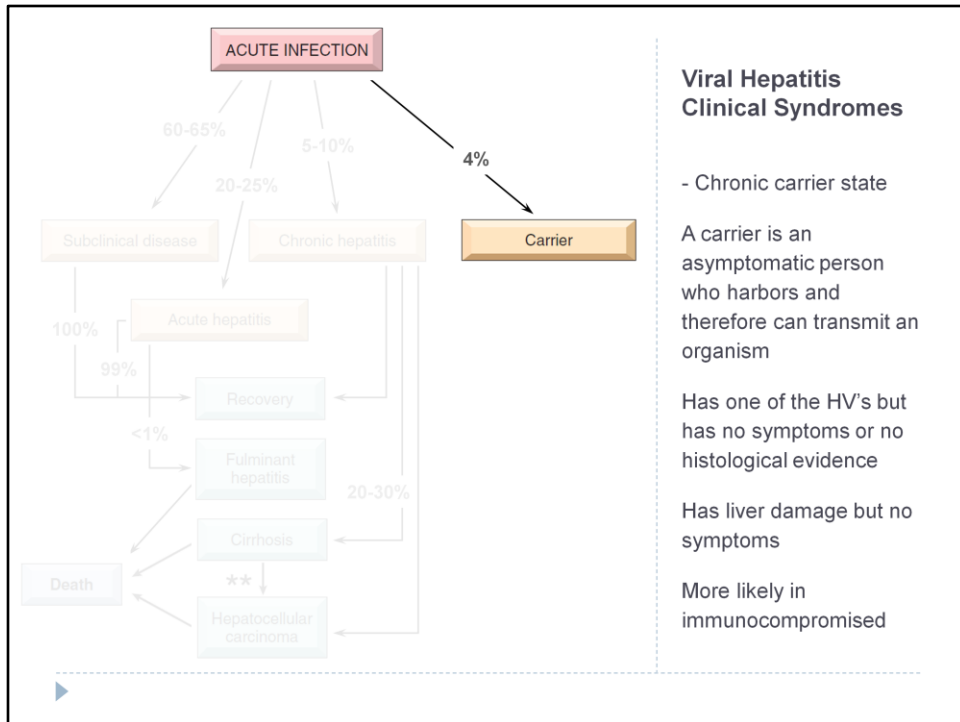 ACUTE INFECTION
60-65%
5-10%
4%
20-25%
Subclinical disease
Chronic hepatitis
Carrier
Acute hepatitis
100%
99%
Recovery
<1%
Fulminant
hepatitis
20-30%
Cirrhosis
Death
**
Hepatocellular
carcinoma
Viral Hepatitis
Clinical Syndromes
- Chronic carrier state
A carrier is an
asymptomatic person
who harbors and
therefore can transmit an
organism
Has one of the HV’s but
has no symptoms or no
histological evidence
Has liver damage but no
symptoms
More likely in
immunocompromised